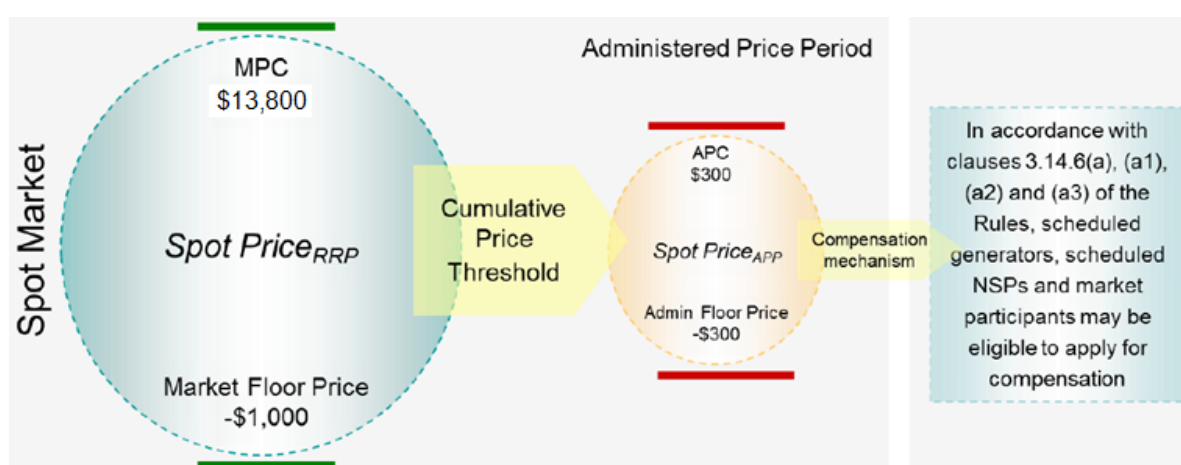 Spot Market
MPC
$13,800
Spot PriceRRP
Market Floor Price
-$1,000
Cumulative
Price
Threshold
Administered Price Period
APC
$300
Spot PriceAPP
Admin Floor Price
-$300
Compensation
mechanism
In accordance with
clauses 3.14.6(a), (a1),
(a2) and (a3) of the
Rules, scheduled
generators, scheduled
NSPs and market
participants may be
eligible to apply for
compensation